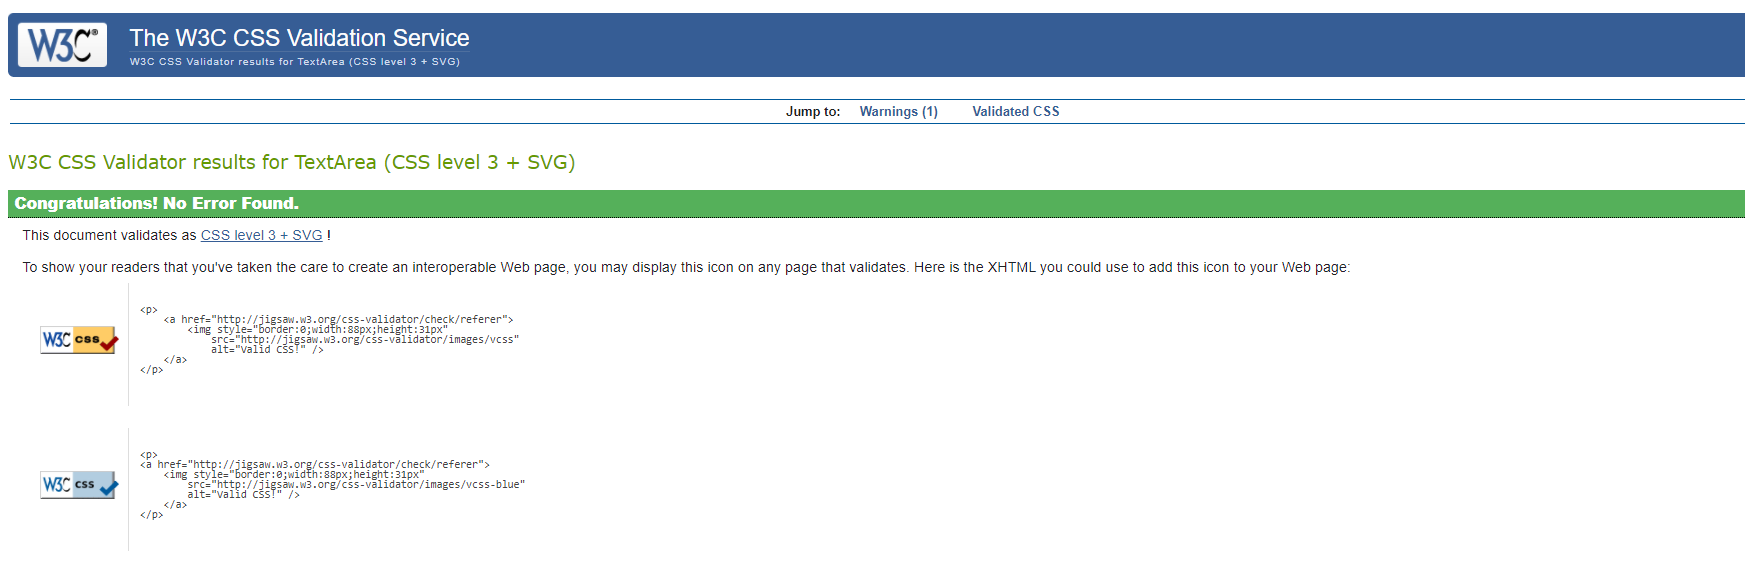 W3C®
The W3C CSS Validation Service
W3C CSS Validator results for TextArea (CSS level 3 + SVG)
Jump to: Warnings (1) Validated CSS
W3C CSS Validator results for TextArea (CSS level 3 + SVG)
Congratulations! No Error Found.
This document validates as CSS level 3 + SVG !
To show your readers that you've taken the care to create an interoperable Web page, you may display this icon on any page that validates. Here is the XHTML you could use to add this icon to your Web page:
W3C css
<p>
<a href="http://jigsaw.w3.org/css-validator/check/referer">
<img style="border:0;width:88px;height:31px"
src="http://jigsaw.w3.org/css-validator/images/vcss"
alt="Valid CSS!" />
</a>
</p>
W3C css
<p>
<a href="http://jigsaw.w3.org/css-validator/check/referer">
<img style="border:0;width:88px;height:31px"
src="http://jigsaw.w3.org/css-validator/images/vcss-blue"
alt="Valid CSS!" />
</a>
</p>